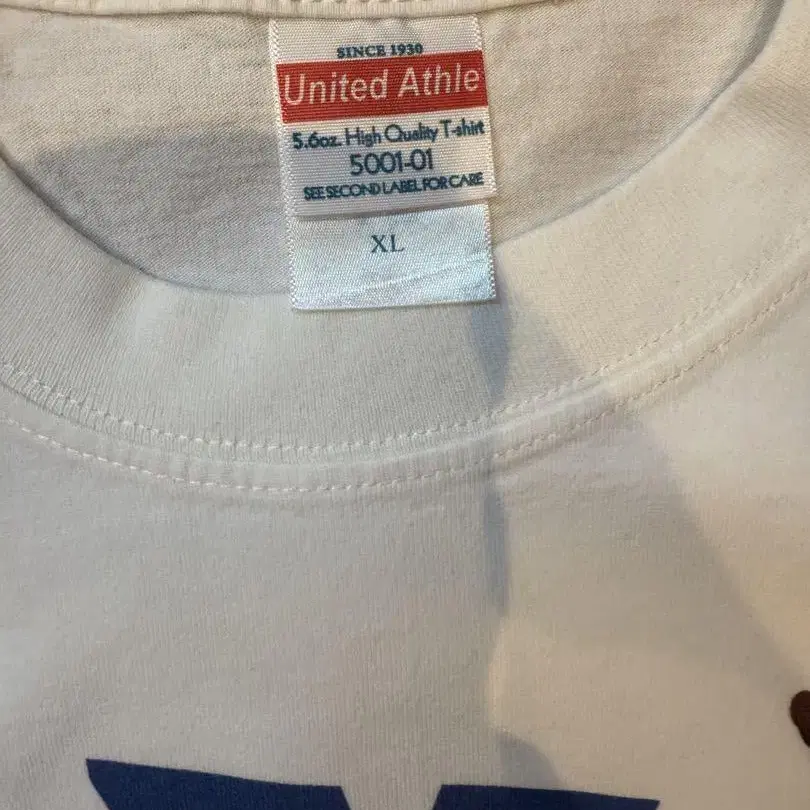 SINCE 1930
United Athle
5.6oz. High Quality T-shirt
5001-01
SEE SECOND LABEL FOR CARE
XL